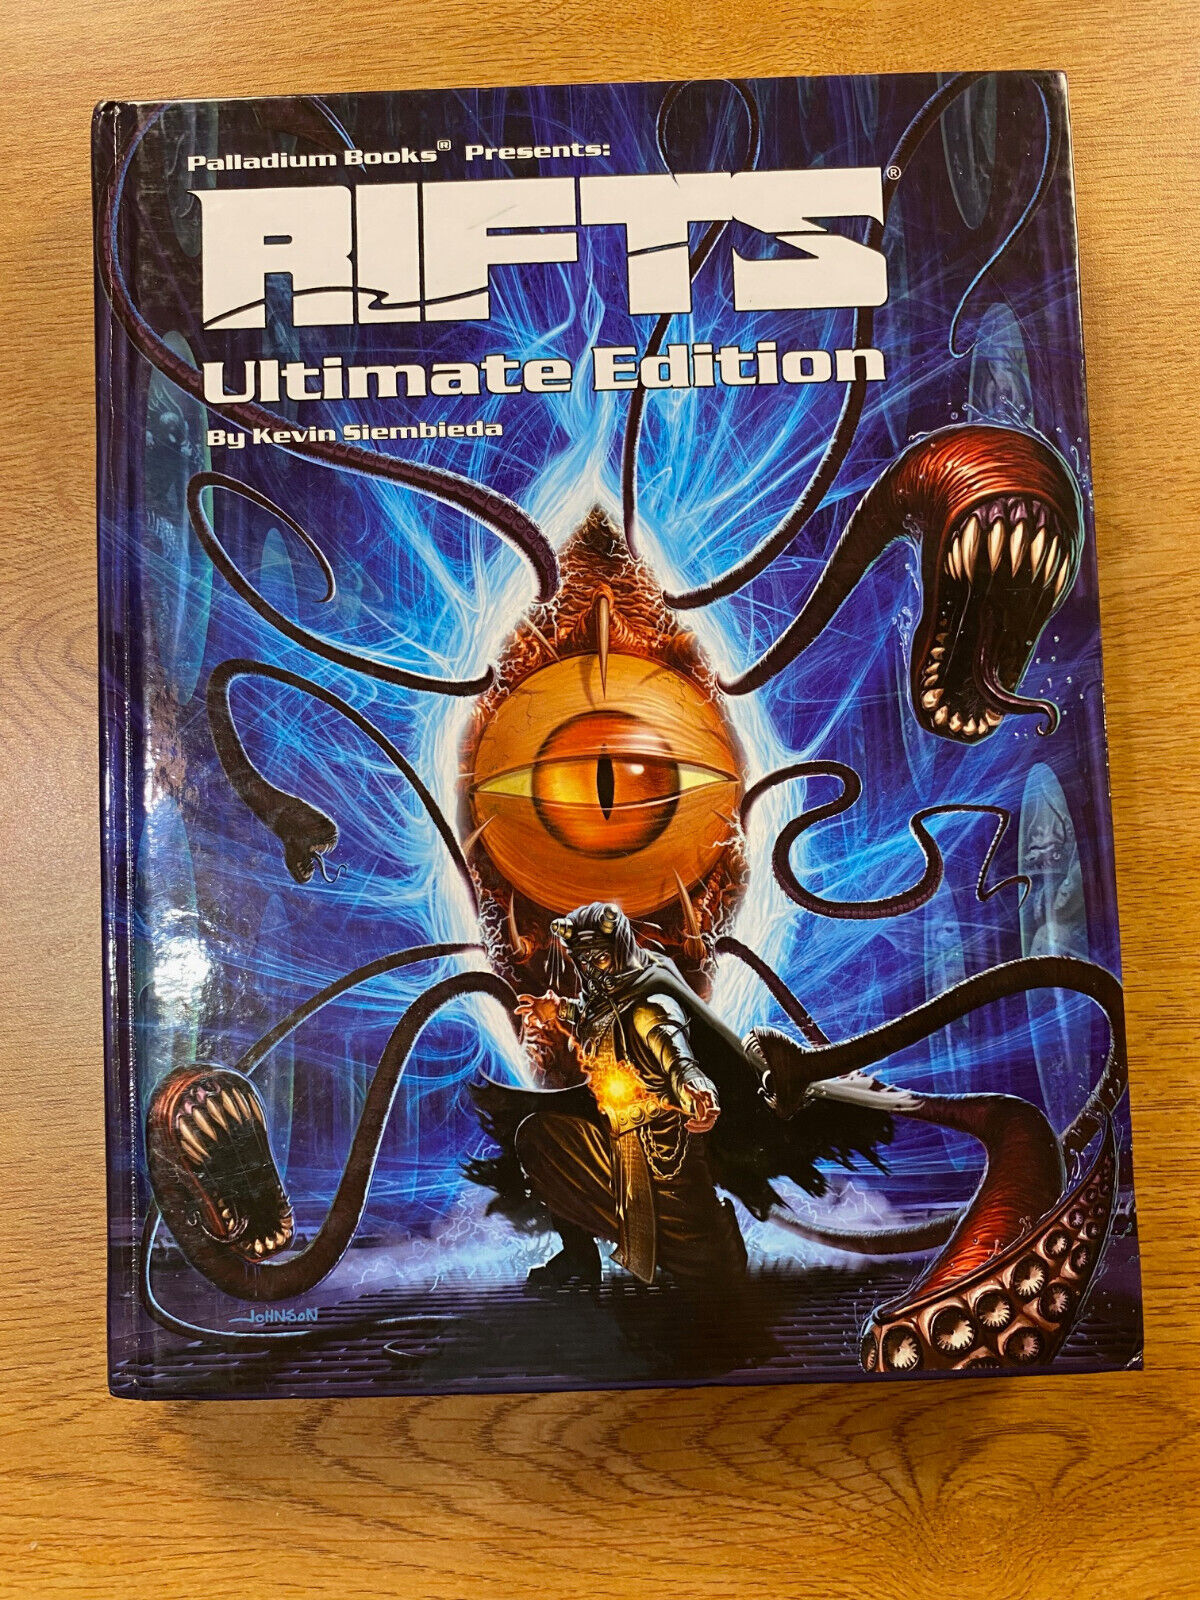 Palladium Books® Presents:
RIFTS®
Ultimate Edition
By Kevin Siembieda
JOHNSON